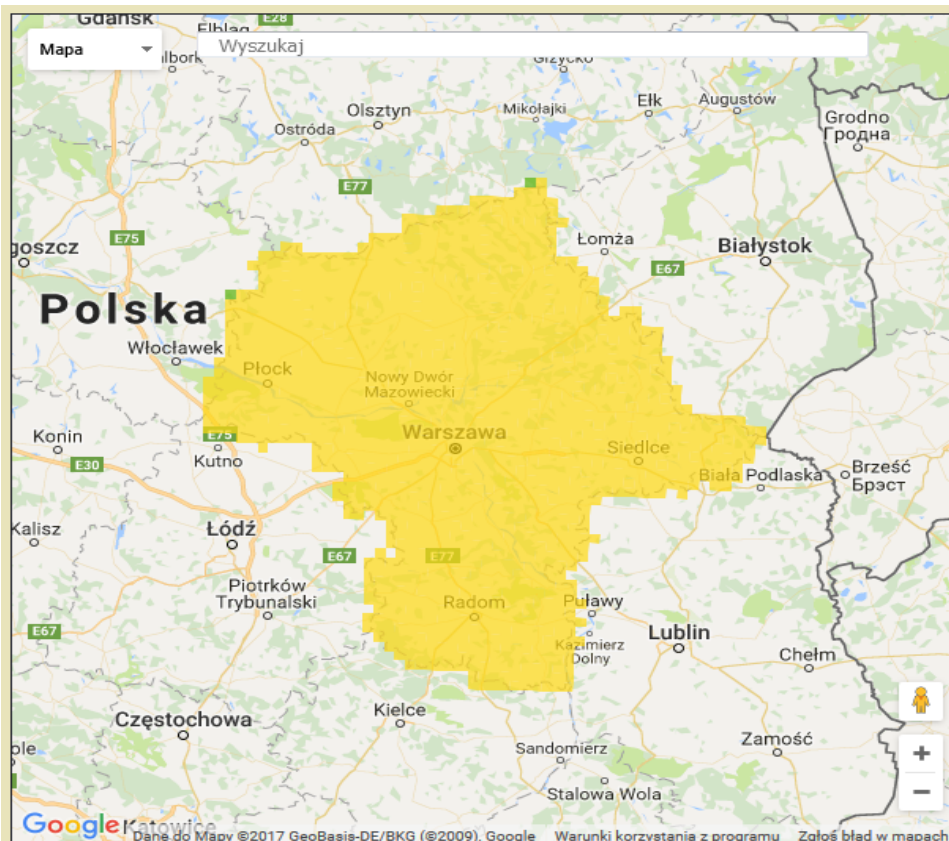 Gdańsk
E28
Elbląg
Mapa
Wyszukaj
Giżycko
Olsztyn
Mikołajki
Ełk
Augustów
Ostróda
Grodno
Гродна
E77
E75
goszcz
Łomża
Białystok
E67
Polska
Włocławek
Płock
Nowy Dwór
Mazowiecki
Warszawa
Konin
E75
Siedlce
E30
Kutno
Biała Podlaska
Brześć
Брэст
Kalisz
Łódź
E67
E77
Piotrków
Trybunalski
Radom
Puławy
E67
Lublin
Kazimierz
Dolny
Chełm
Kielce
Częstochowa
Zamość
ole
Sandomierz
+
Stalowa Wola
−
Google
Katowice
Dane do Mapy ©2017 GeoBasis-DE/BKG (©2009), Google
Warunki korzystania z programu
Zgłoś błąd w mapach